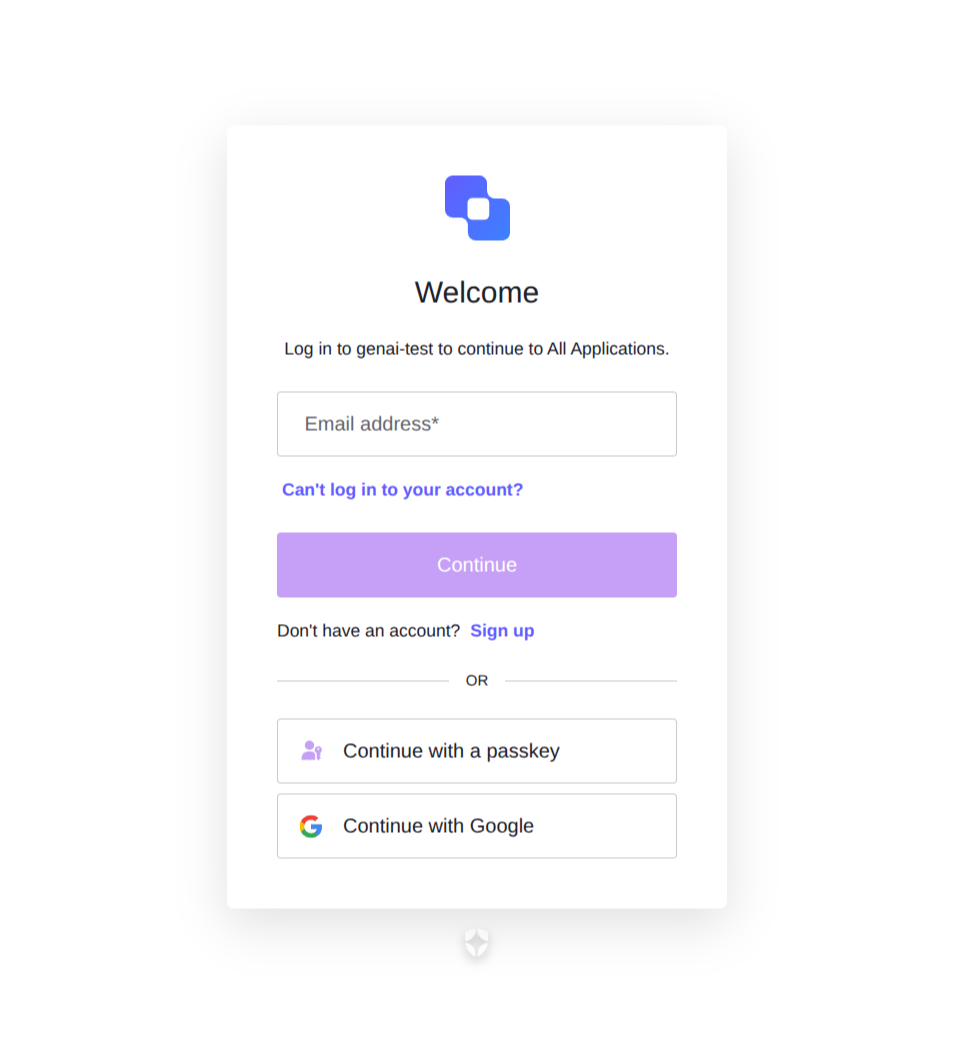 Welcome
Log in to genai-test to continue to All Applications.
Email address*
Can't log in to your account?
Continue
Don't have an account? Sign up
OR
Continue with a passkey
Continue with Google